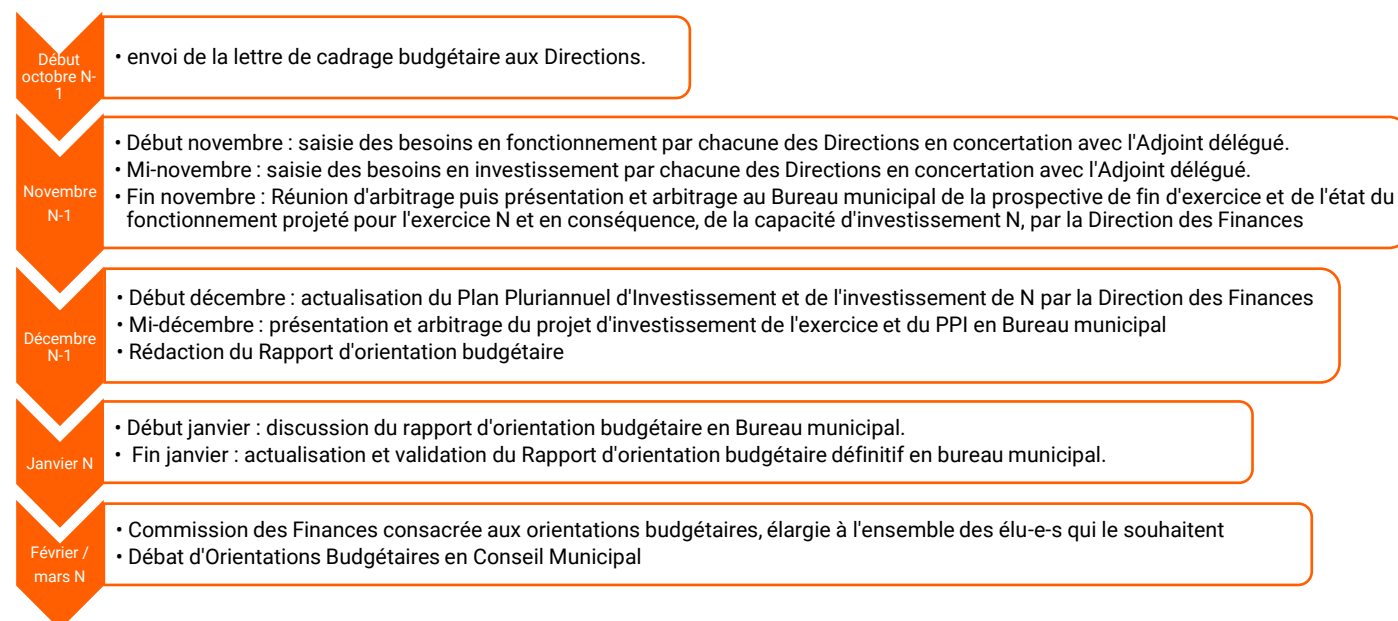 Début
octobre N-
1
• envoi de la lettre de cadrage budgétaire aux Directions.
Novembre
N-1
• Début novembre : saisie des besoins en fonctionnement par chacune des Directions en concertation avec l'Adjoint délégué.
• Mi-novembre : saisie des besoins en investissement par chacune des Directions en concertation avec l'Adjoint délégué.
• Fin novembre : Réunion d'arbitrage puis présentation et arbitrage au Bureau municipal de la prospective de fin d'exercice et de l'état du
fonctionnement projeté pour l'exercice N et en conséquence, de la capacité d'investissement N, par la Direction des Finances
Décembre
N-1
• Début décembre : actualisation du Plan Pluriannuel d'Investissement et de l'investissement de N par la Direction des Finances
• Mi-décembre : présentation et arbitrage du projet d'investissement de l'exercice et du PPI en Bureau municipal
• Rédaction du Rapport d'orientation budgétaire
Janvier N
• Début janvier : discussion du rapport d'orientation budgétaire en Bureau municipal.
• Fin janvier : actualisation et validation du Rapport d'orientation budgétaire définitif en bureau municipal.
Février /
mars N
• Commission des Finances consacrée aux orientations budgétaires, élargie à l'ensemble des élu-e-s qui le souhaitent
• Débat d'Orientations Budgétaires en Conseil Municipal